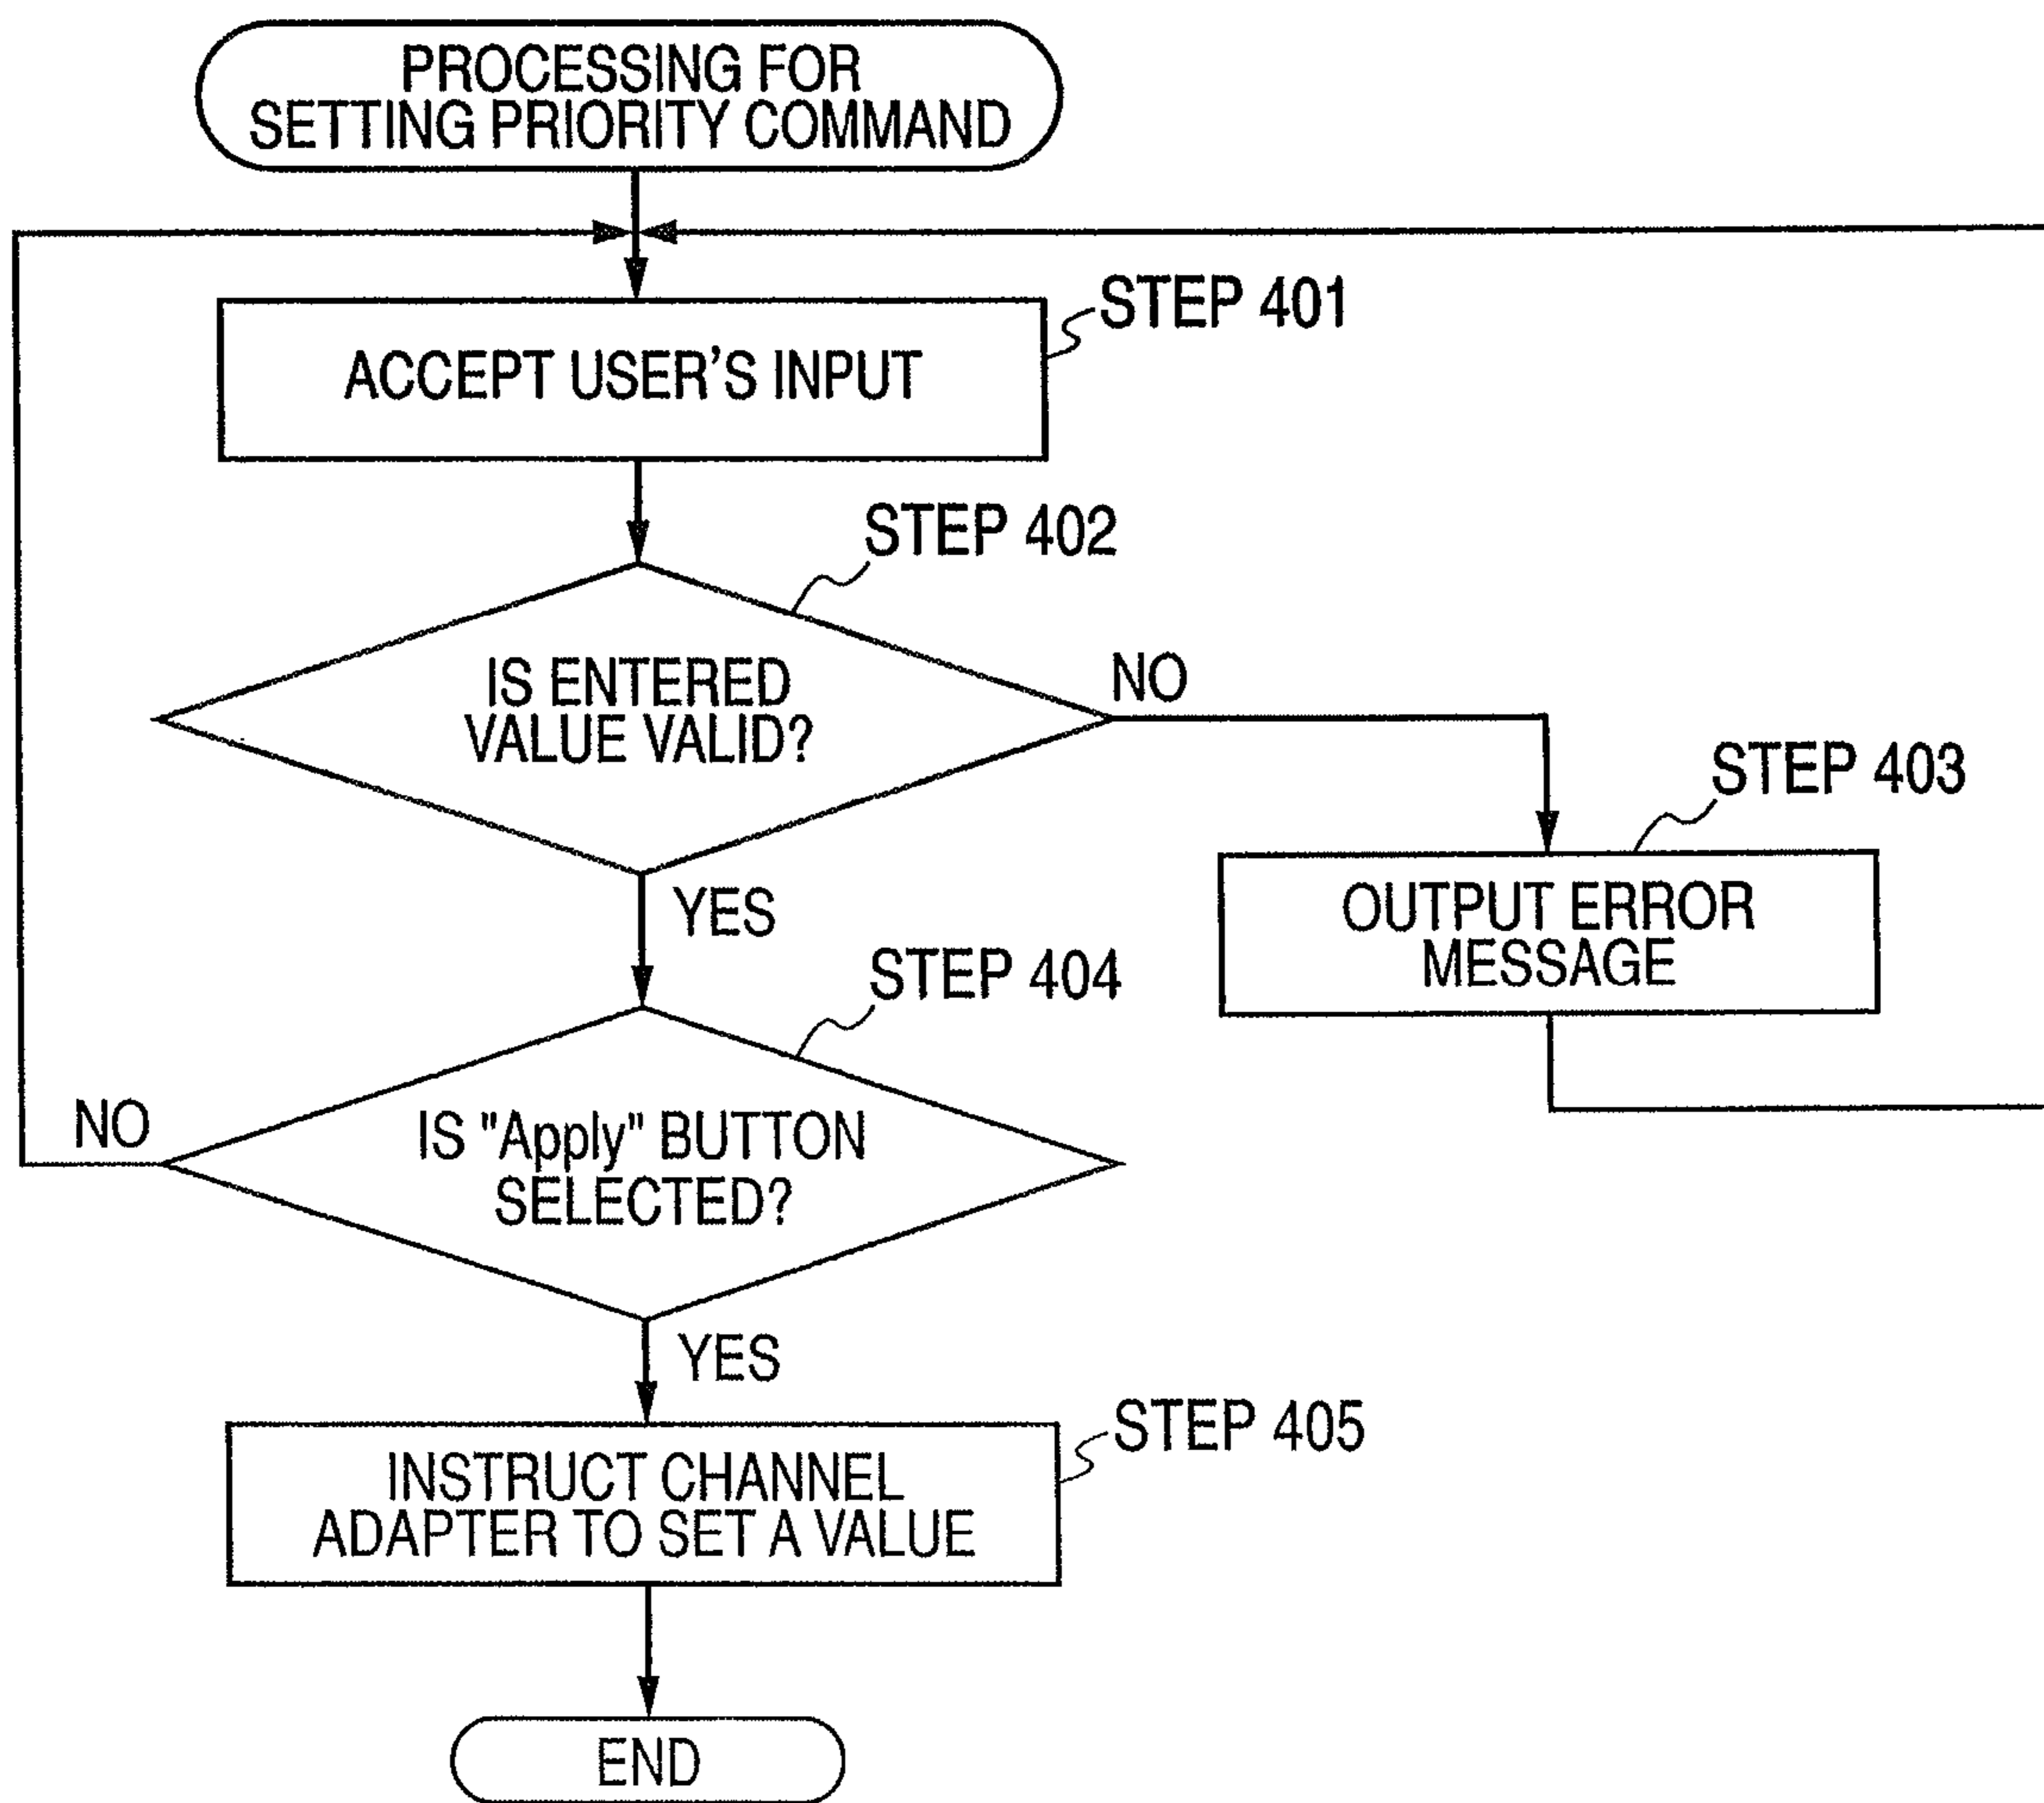 PROCESSING FOR
SETTING PRIORITY COMMAND
STEP 401
ACCEPT USER'S INPUT
STEP 402
IS ENTERED
VALUE VALID?
NO
YES
STEP 403
OUTPUT ERROR
MESSAGE
STEP 404
IS "Apply" BUTTON
SELECTED?
NO
YES
STEP 405
INSTRUCT CHANNEL
ADAPTER TO SET A VALUE
END